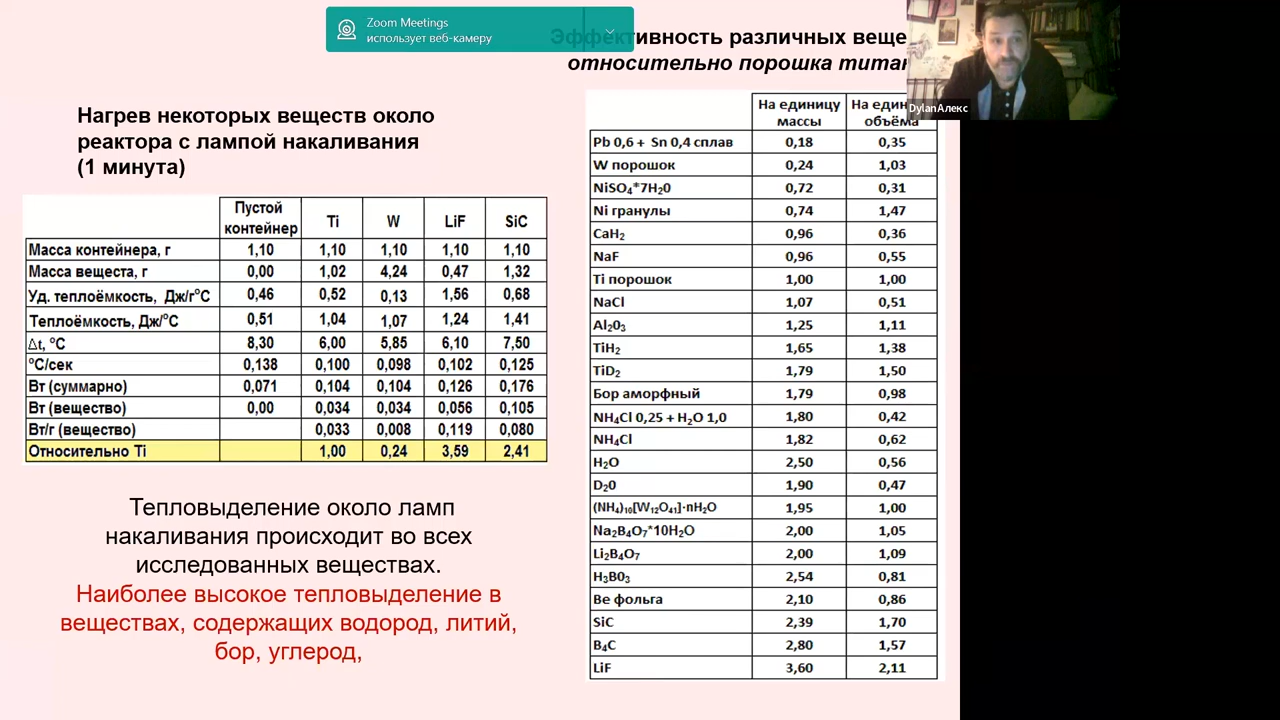 Zoom Meetings
использует веб-камеру
Эффективность различных веще
относительно порошка титан
DylanАлекс
Нагрев некоторых веществ около
реактора с лампой накаливания
(1 минута)
Пустой контейнер Ti W LiF SiC
Масса контейнера, г 1,10 1,10 1,10 1,10 1,10
Масса вещеста, г 0,00 1,02 4,24 0,47 1,32
Уд. теплоёмкость, Дж/г°С 0,46 0,52 0,13 1,56 0,68
Теплоёмкость, Дж/°С 0,51 1,04 1,07 1,24 1,41
Δt, °С 8,30 6,00 5,85 6,10 7,50
°С/сек 0,138 0,100 0,098 0,102 0,125
Вт (суммарно) 0,071 0,104 0,104 0,126 0,176
Вт (вещество) 0,00 0,034 0,034 0,056 0,105
Вт/г (вещество) 0,033 0,008 0,119 0,080
Относительно Ti 1,00 0,24 3,59 2,41
Тепловыделение около ламп
накаливания происходит во всех
исследованных веществах.
Наиболее высокое тепловыделение в
веществах, содержащих водород, литий,
бор, углерод,
На единицу На един
массы объёма
Pb 0,6 + Sn 0,4 сплав 0,18 0,35
W порошок 0,24 1,03
NiSO₄*7H₂0 0,72 0,31
Ni гранулы 0,74 1,47
CaH₂ 0,96 0,36
NaF 0,96 0,55
Ti порошок 1,00 1,00
NaCl 1,07 0,51
Al₂0₃ 1,25 1,11
TiH₂ 1,65 1,38
TiD₂ 1,79 1,50
Бор аморфный 1,79 0,98
NH₄Cl 0,25 + H₂O 1,0 1,80 0,42
NH₄Cl 1,82 0,62
H₂O 2,50 0,56
D₂0 1,90 0,47
(NH₄)₁₀[W₁₂O₄₁]·nH₂O 1,95 1,00
Na₂B₄O₇*10H₂O 2,00 1,05
Li₂B₄O₇ 2,00 1,09
H₃B0₃ 2,54 0,81
Be фольга 2,10 0,86
SiC 2,39 1,70
B₄C 2,80 1,57
LiF 3,60 2,11